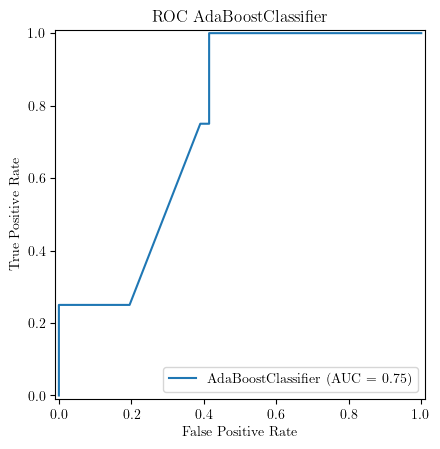 ROC AdaBoostClassifier
1.0
0.8
0.6
0.4
0.2
0.0
True Positive Rate
AdaBoostClassifier (AUC = 0.75)
0.0 0.2 0.4 0.6 0.8 1.0
False Positive Rate